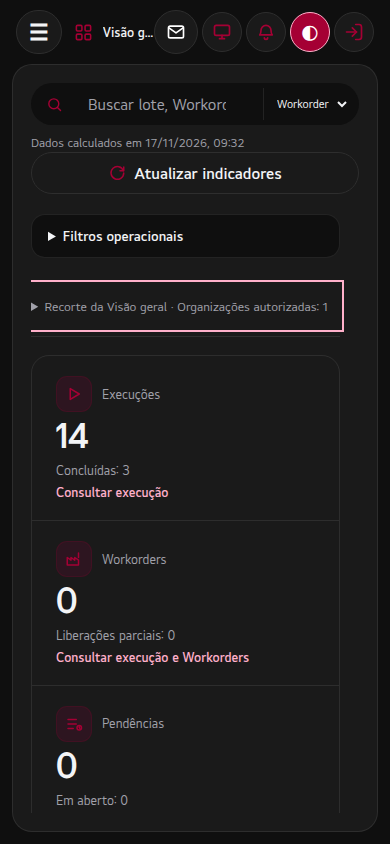 Visão g...
Buscar lote, Workor
Workorder
Dados calculados em 17/11/2026, 09:32
Atualizar indicadores
Filtros operacionais
Recorte da Visão geral · Organizações autorizadas: 1
Execuções
14
Concluídas: 3
Consultar execução
Workorders
0
Liberações parciais: 0
Consultar execução e Workorders
Pendências
0
Em aberto: 0